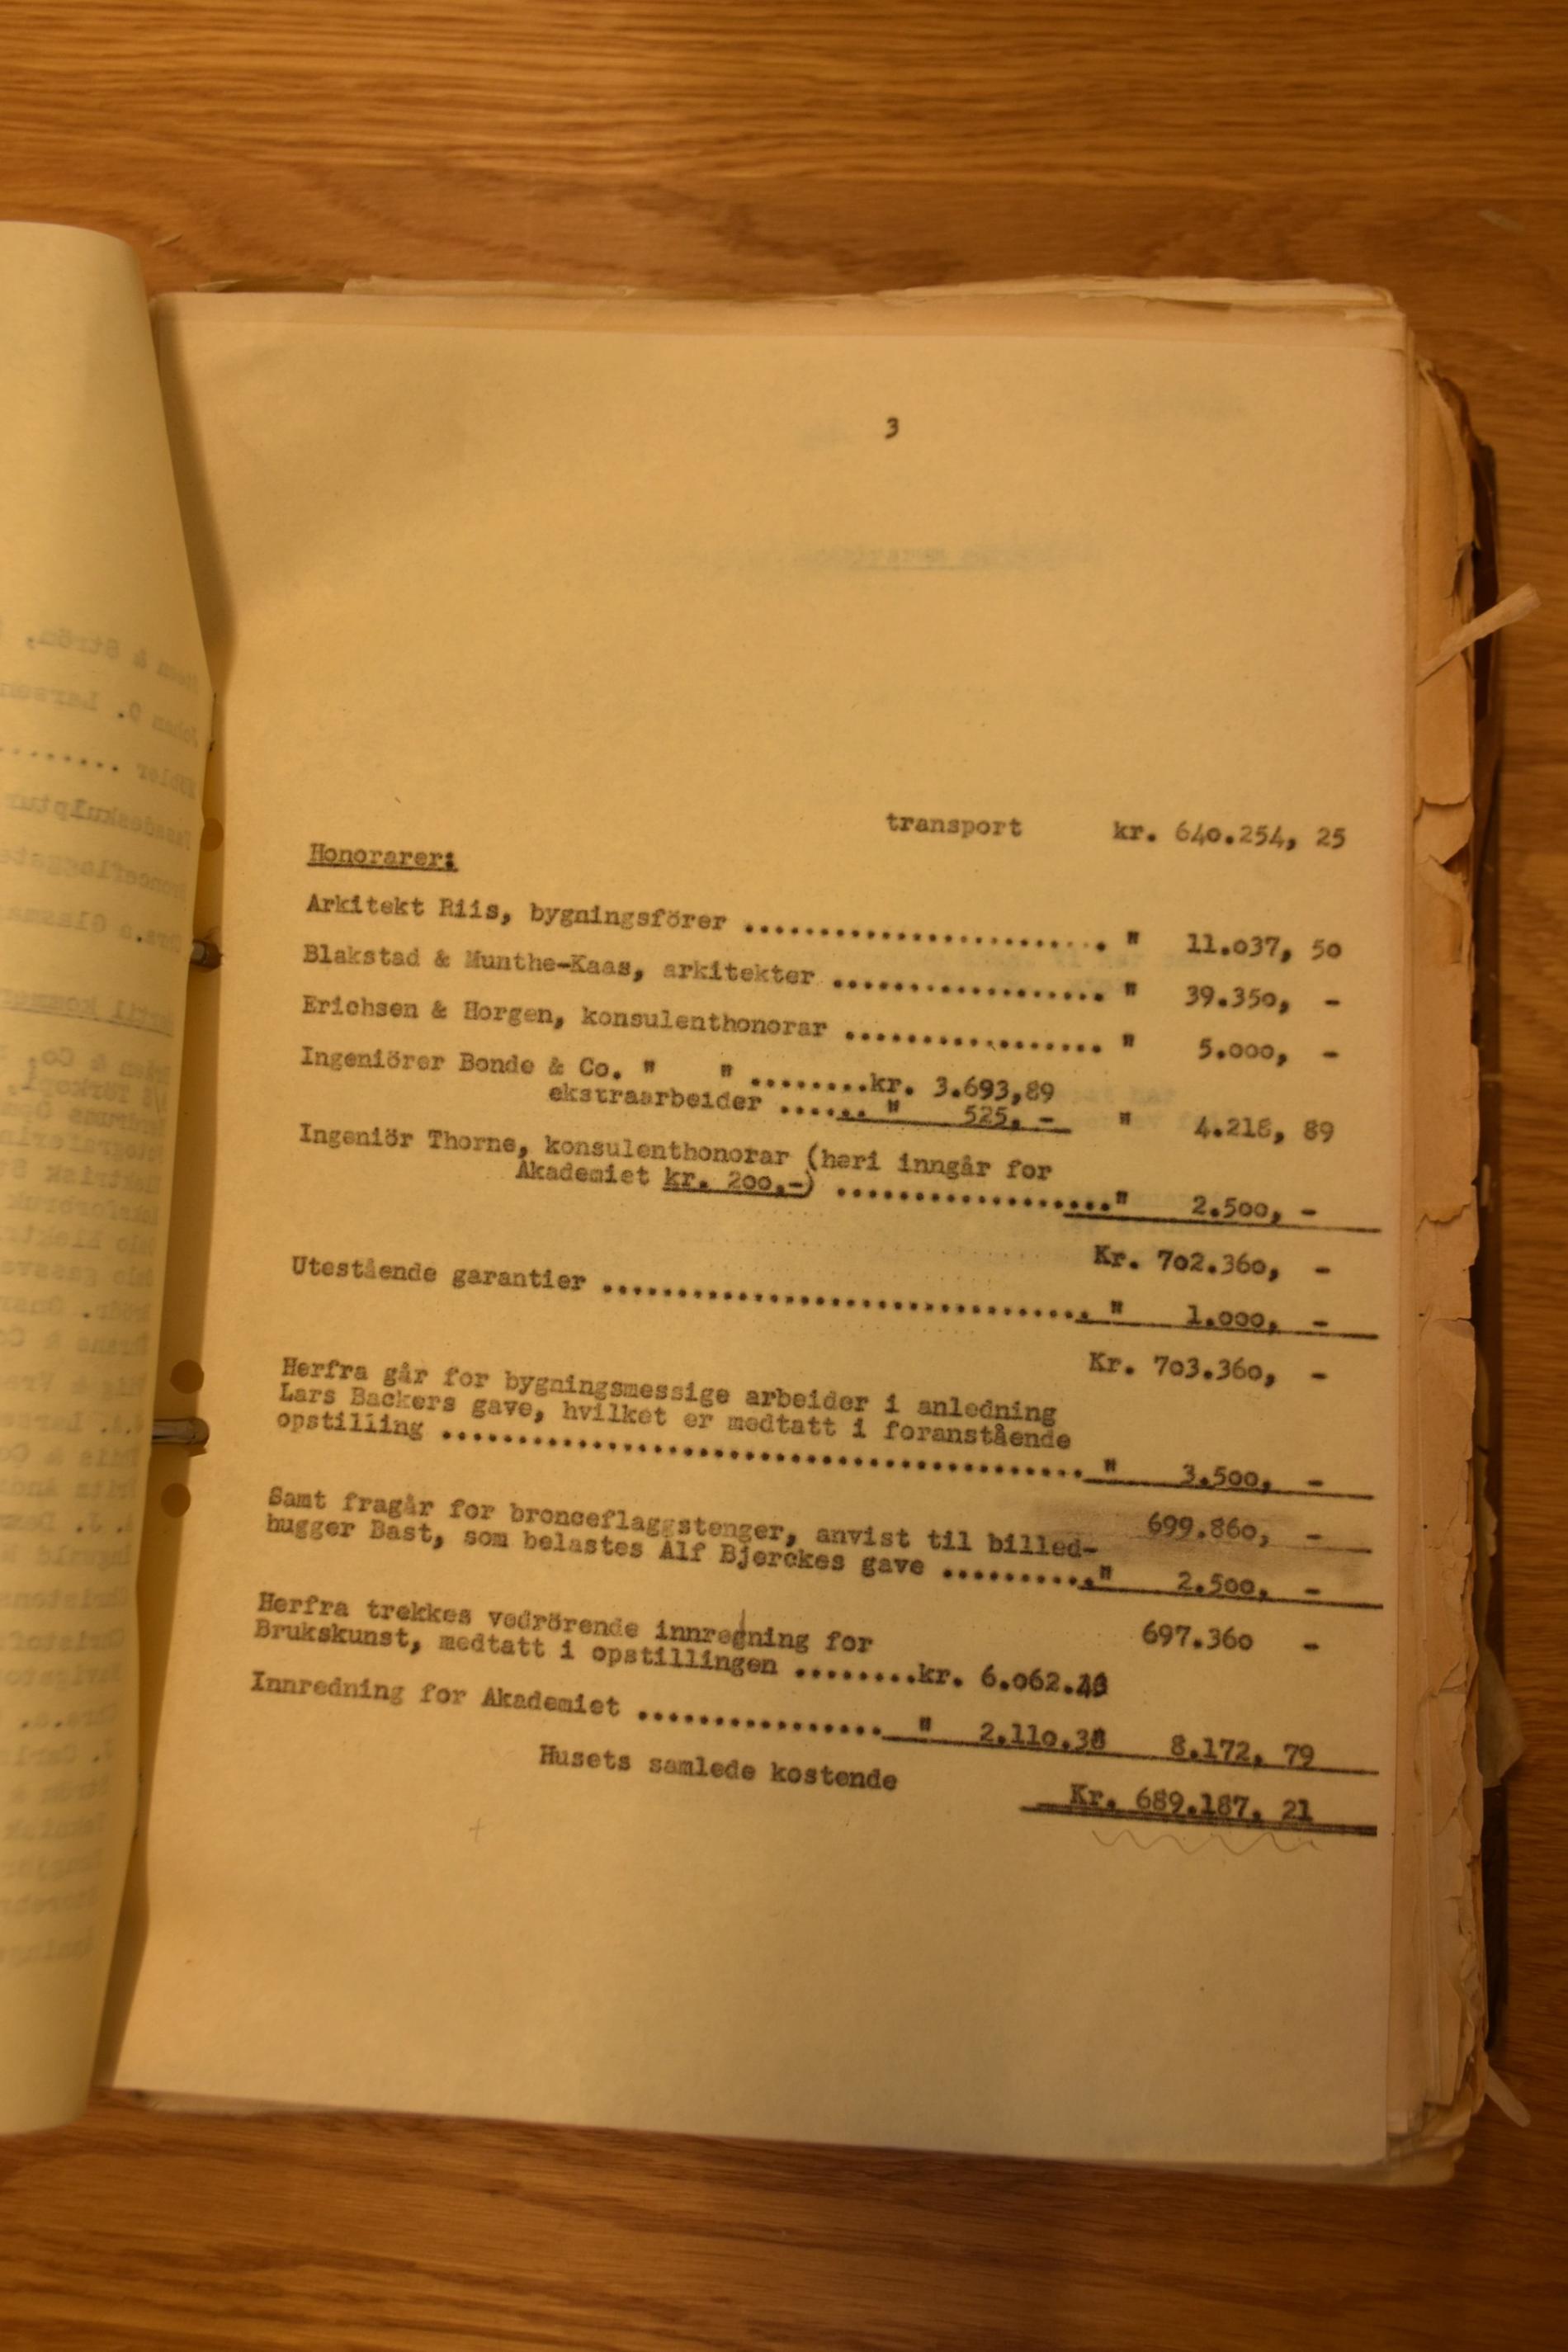 3
transport kr. 640.254, 25
Honorarer:
Arkitekt Riis, bygningsförer ........................ " 11.037, 50
Blakstad & Munthe-Kaas, arkitekter .................. " 39.350, -
Erichsen & Horgen, konsulenthonorar ................. " 5.000, -
Ingeniörer Bonde & Co. " " ........kr. 3.693,89
ekstraarbeider ...... " 525, - " 4.218, 89
Ingeniör Thorne, konsulenthonorar (heri inngår for
Akademiet kr. 200,-) .................." 2.500, -
Kr. 702.360, -
Utestående garantier .................................. " 1.000, -
Kr. 703.360, -
Herfra går for bygningsmessige arbeider i anledning
Lars Backers gave, hvilket er medtatt i foranstående
opstilling ........................................... " 3.500, -
699.860, -
Samt fragår for bronceflaggstenger, anvist til billed-
hugger Bast, som belastes Alf Bjerckes gave .........." 2.500, -
697.360 -
Herfra trekkes vedrörende innregning for
Brukskunst, medtatt i opstillingen ........kr. 6.062.
Innredning for Akademiet ................ " 2.110.38 8.172, 79
Husets samlede kostende Kr. 689.187, 21